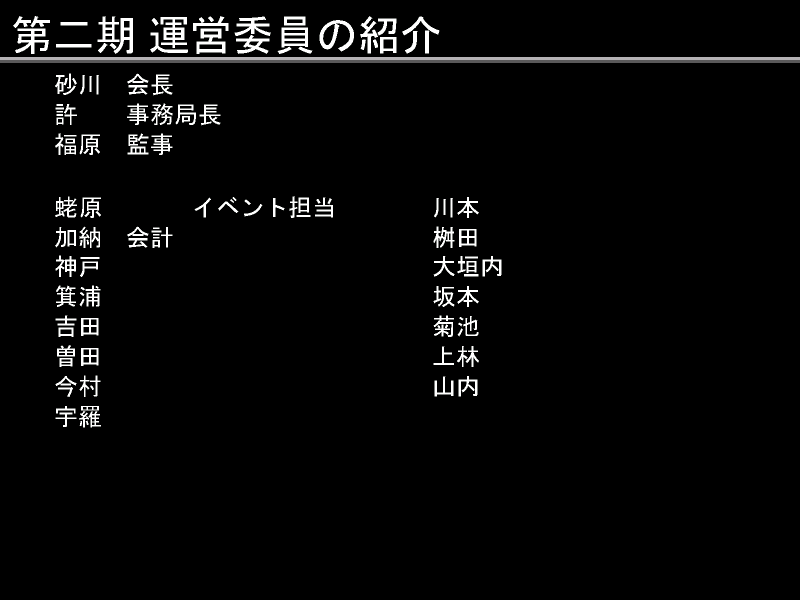 第二期 運営委員の紹介
砂川 会長
許 事務局長
福原 監事
蛯原 イベント担当
加納 会計
神戸
箕浦
吉田
曽田
今村
宇羅
川本
桝田
大垣内
坂本
菊池
上林
山内